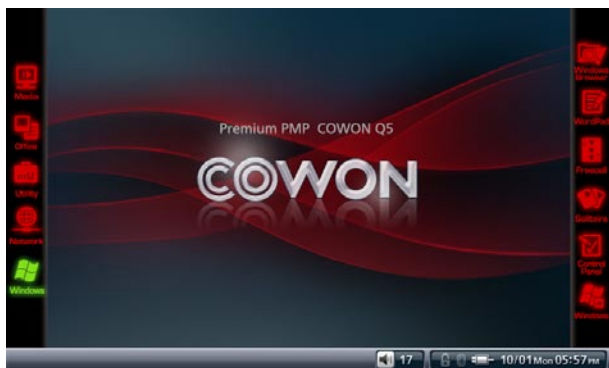 Media
Office
Utility
Network
Windows
Premium PMP COWON Q5
COWON
Windows
Browser
WordPad
Freecell
Solitaire
Control
Panel
Windows
17
10/01 Mon 05:57 PM